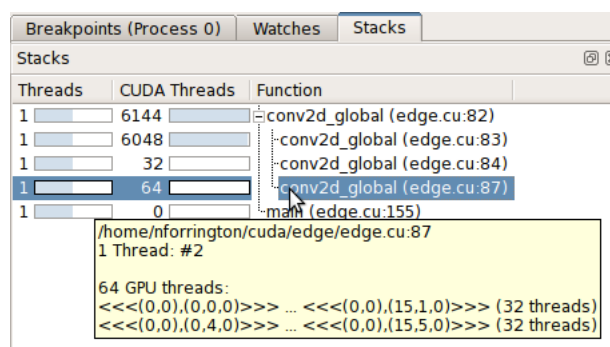 Breakpoints (Process 0) Watches Stacks
Stacks
Threads CUDA Threads Function
1 6144 conv2d_global (edge.cu:82)
1 6048 conv2d_global (edge.cu:83)
1 32 conv2d_global (edge.cu:84)
1 64 conv2d_global (edge.cu:87)
1 0 main (edge.cu:155)
/home/nforrington/cuda/edge/edge.cu:87
1 Thread: #2
64 GPU threads:
<<<(0,0),(0,0,0)>>> ... <<<(0,0),(15,1,0)>>> (32 threads)
<<<(0,0),(0,4,0)>>> ... <<<(0,0),(15,5,0)>>> (32 threads)